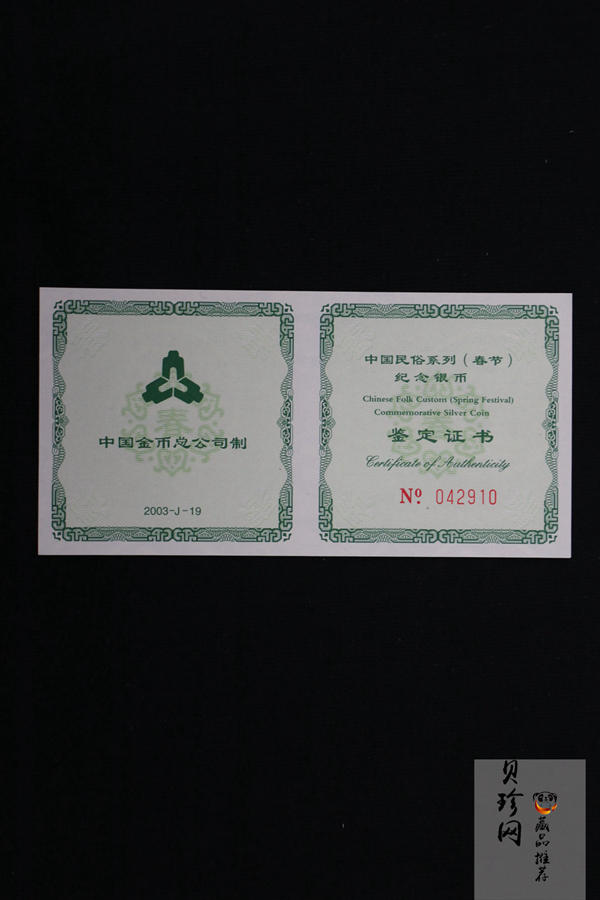 春
中国金币总公司制
2003-J-19
中国民俗系列（春节）
纪念银币
Chinese Folk Custom (Spring Festival)
Commemorative Silver Coin
鉴定证书
Certificate of Authenticity
Nº 042910
贝珍网
藏品推荐